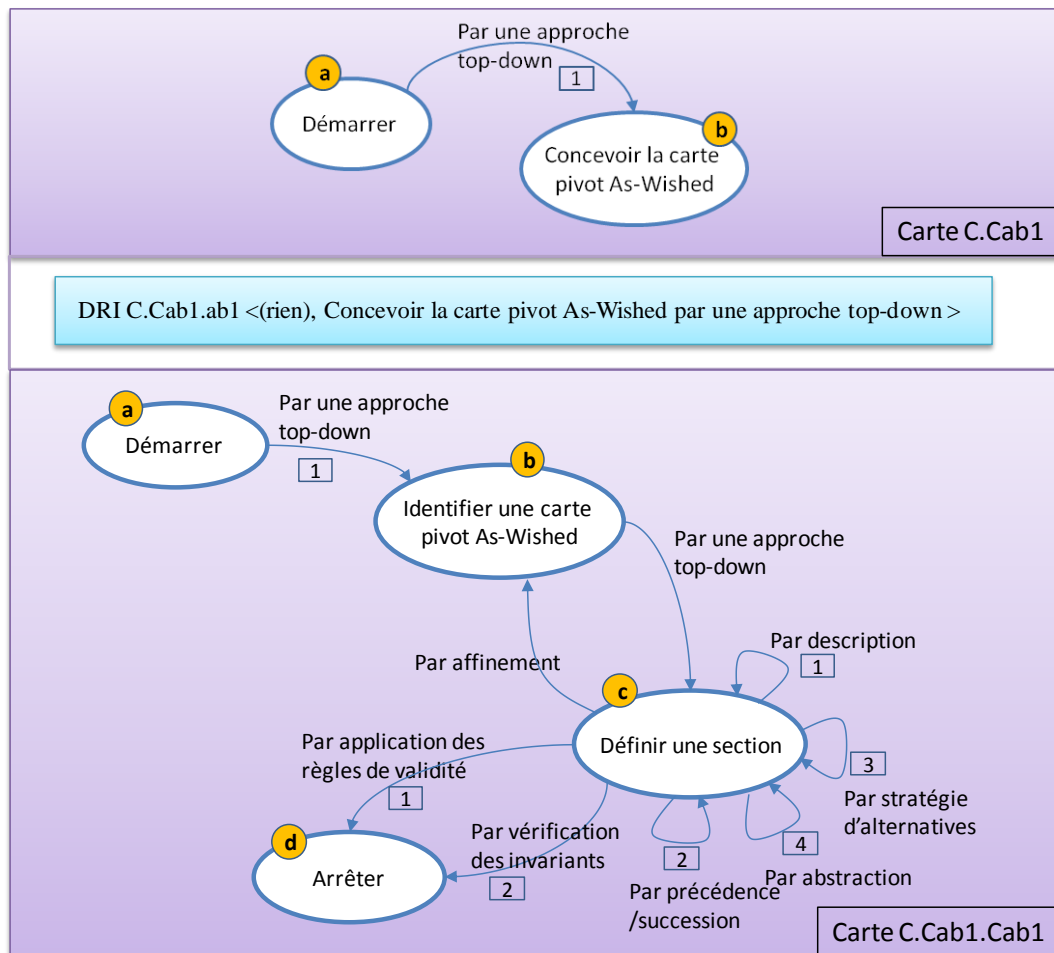 Par une approche
top-down
1
a
Démarrer
b
Concevoir la carte
pivot As-Wished
Carte C.Cab1
DRI C.Cab1.ab1 <(rien), Concevoir la carte pivot As-Wished par une approche top-down >
a
Démarrer
Par une approche
top-down
1
b
Identifier une carte
pivot As-Wished
Par une approche
top-down
Par affinement
Par description
1
c
Définir une section
3
Par stratégie
d’alternatives
Par application des
règles de validité
1
d
Arrêter
Par vérification
des invariants
2
2
Par précédence
/succession
4
Par abstraction
Carte C.Cab1.Cab1